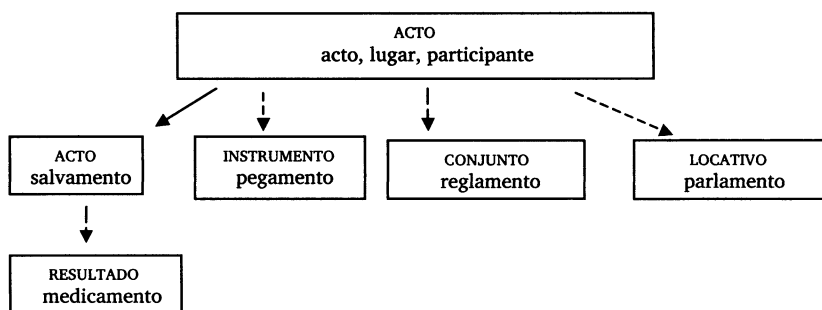 ACTO
acto, lugar, participante
ACTO
salvamento
INSTRUMENTO
pegamento
CONJUNTO
reglamento
LOCATIVO
parlamento
RESULTADO
medicamento